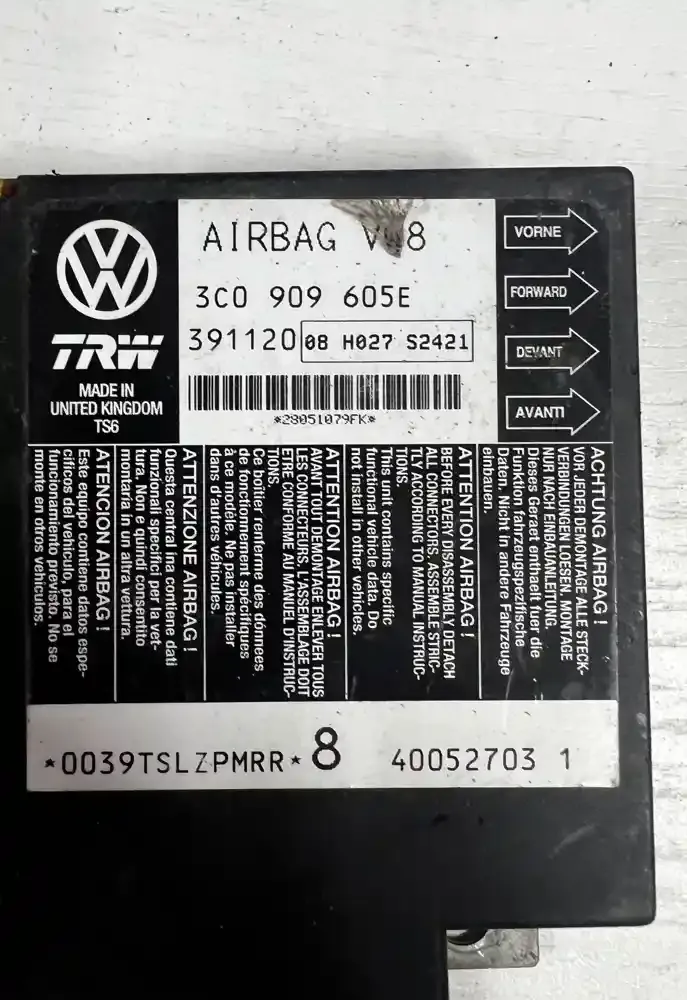 AIRBAG
3C0 909 605E
391120 08 H027 S2421
*28051079FK*
VW
TRW
MADE IN
UNITED KINGDOM
TS6
VORNE
FORWARD
DEVANT
AVANTI
ACHTUNG AIRBAG !
VOR JEDER DEMONTAGE ALLE STECK-
VERBINDUNGEN LOESEN, MONTAGE
NUR NACH EINBAUANLEITUNG.
Dieses Geraet enthaelt fuer die
Funktion fahrzeugspezifische
Daten. Nicht in andere Fahrzeuge
einbauen.
ATTENTION AIRBAG !
BEFORE EVERY DISASSEMBLY DETACH
ALL CONNECTORS, ASSEMBLE STRIC-
TLY ACCORDING TO MANUAL INSTRUC-
TIONS.
This unit contains specific
functional vehicle data. Do
not install in other vehicles,
ATTENTION AIRBAG !
AVANT TOUT DEMONTAGE ENLEVER TOUS
LES CONNECTEURS, L'ASSEMBLAGE DOIT
ETRE CONFORME AU MANUEL D'INSTRUC-
TIONS.
Ce boîtier renferme des données
de fonctionnement spécifiques
à ce modèle. Ne pas installer
dans d'autres véhicules.
ATTENZIONE AIRBAG !
Questa central ina contiene dati
funzionali specifici per la vet-
tura. Non e quindi consentito
montarla in un altra vettura.
ATENCION AIRBAG !
Este equipo contiene datos espe-
cíficos del vehículo, para el
funcionamiento previsto. No se
monte en otros vehículos.
*0039TSLZPMRR* 8 40052703 1